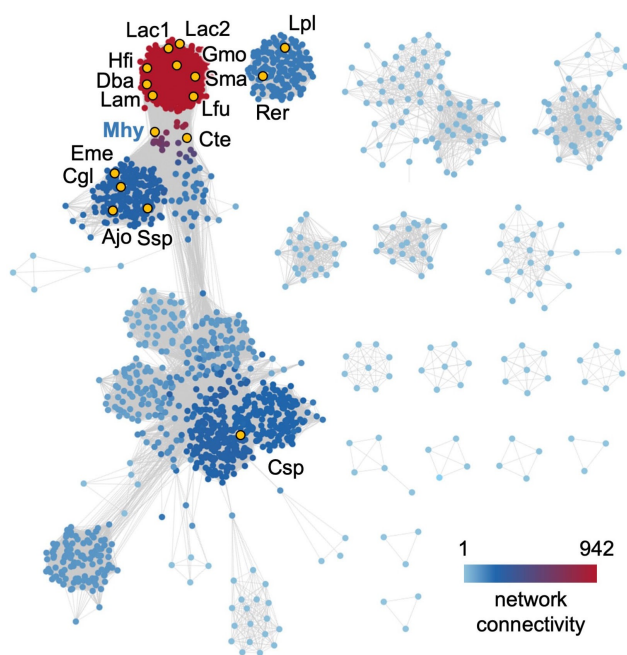 Lac1 Lac2 Lpl
Hfi Gmo
Dba Sma
Lam Lfu Rer
Mhy Cte
Eme
Cgl
Ajo Ssp
Csp
1 942
network
connectivity